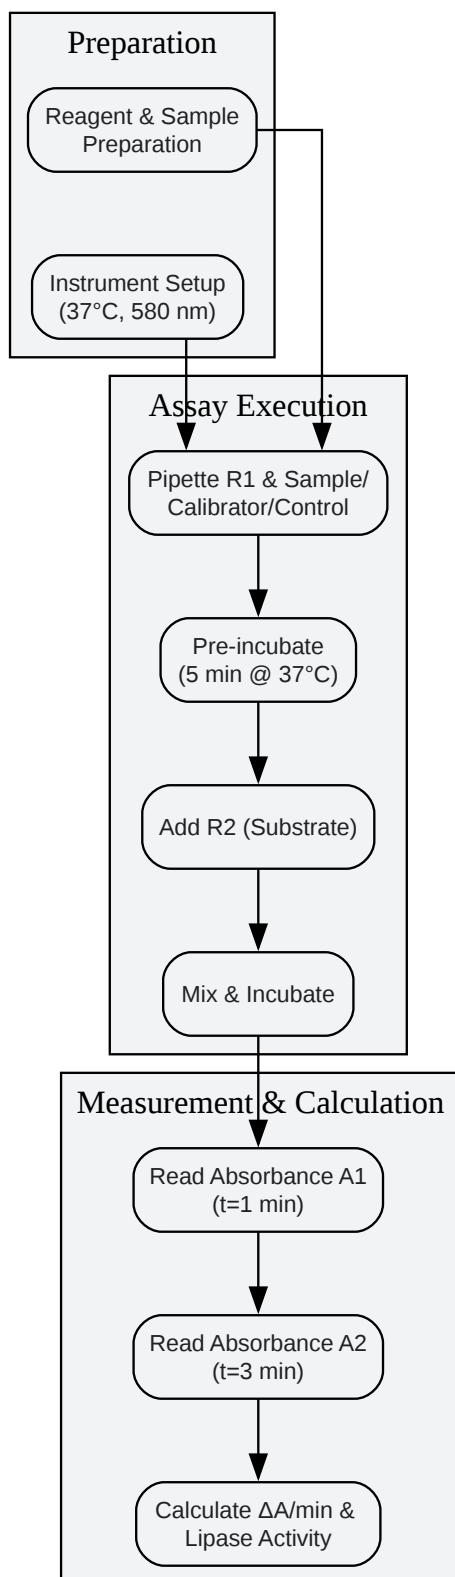 Preparation
Reagent & Sample
Preparation
Instrument Setup
(37°C, 580 nm)
Assay Execution
Pipette R1 & Sample/
Calibrator/Control
Pre-incubate
(5 min @ 37°C)
Add R2 (Substrate)
Mix & Incubate
Measurement & Calculation
Read Absorbance A1
(t=1 min)
Read Absorbance A2
(t=3 min)
Calculate ΔA/min &
Lipase Activity